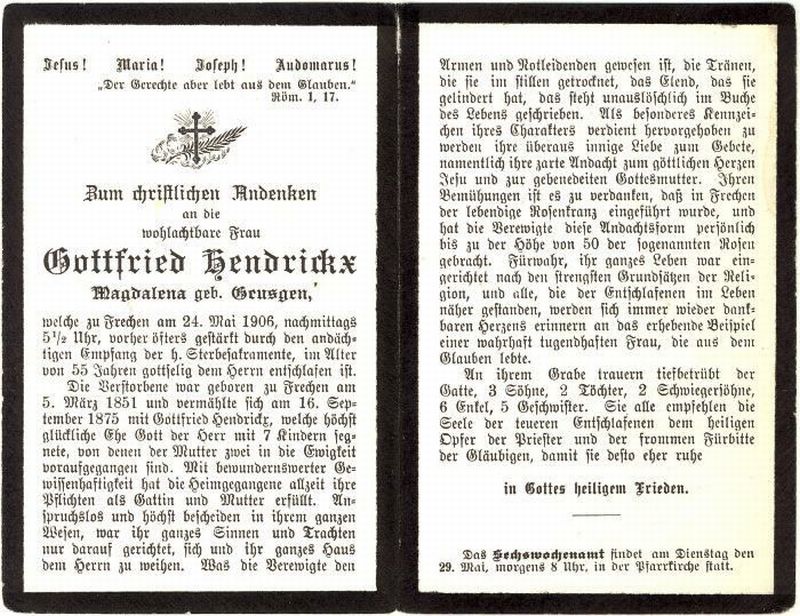 Jesus! Maria! Joseph! Audomarus!
„Der Gerechte aber lebt aus dem Glauben.“
Röm. 1, 17.
Zum christlichen Andenken
an die
wohlachtbare Frau
Gottfried Hendrickx
Magdalena geb. Geusgen,
welche zu Frechen am 24. Mai 1906, nachmittags
5½ Uhr, vorher öfters gestärkt durch den andäch-
tigen Empfang der h. Sterbesakramente, im Alter
von 55 Jahren gottselig dem Herrn entschlafen ist.
Die Verstorbene war geboren zu Frechen am
5. März 1851 und vermählte sich am 16. Sep-
tember 1875 mit Gottfried Hendrickx, welche höchst
glückliche Ehe Gott der Herr mit 7 Kindern seg-
nete, von denen der Mutter zwei in die Ewigkeit
voraufgegangen sind. Mit bewundernswerter Ge-
wissenhaftigkeit hat die Heimgegangene allzeit ihre
Pflichten als Gattin und Mutter erfüllt. An-
spruchslos und höchst bescheiden in ihrem ganzen
Wesen, war ihr ganzes Sinnen und Trachten
nur darauf gerichtet, sich und ihr ganzes Haus
dem Herrn zu weihen. Was die Verewigte den
Armen und Notleidenden gewesen ist, die Tränen,
die sie im stillen getrocknet, das Elend, das sie
gelindert hat, das steht unauslöschlich im Buche
des Lebens geschrieben. Als besonderes Kennzei-
chen ihres Charakters verdient hervorgehoben zu
werden ihre überaus innige Liebe zum Gebete,
namentlich ihre zarte Andacht zum göttlichen Herzen
Jesu und zur gebenedeiten Gottesmutter. Ihren
Bemühungen ist es zu verdanken, daß in Frechen
der lebendige Rosenkranz eingeführt wurde, und
hat die Verewigte diese Andachtsform persönlich
bis zu der Höhe von 50 der sogenannten Rosen
gebracht. Fürwahr, ihr ganzes Leben war ein-
gerichtet nach den strengsten Grundsätzen der Reli-
gion, und alle, die der Entschlafenen im Leben
näher gestanden, werden sich immer wieder dank-
baren Herzens erinnern an das erhebende Beispiel
einer wahrhaft tugendhaften Frau, die aus dem
Glauben lebte.
An ihrem Grabe trauern tiefbetrübt der
Gatte, 3 Söhne, 2 Töchter, 2 Schwiegersöhne,
6 Enkel, 5 Geschwister. Sie alle empfehlen die
Seele der teueren Entschlafenen dem heiligen
Opfer der Priester und der frommen Fürbitte
der Gläubigen, damit sie desto eher ruhe
in Gottes heiligem Frieden.
Das Sechswochenamt findet am Dienstag den
29. Mai, morgens 8 Uhr, in der Pfarrkirche statt.